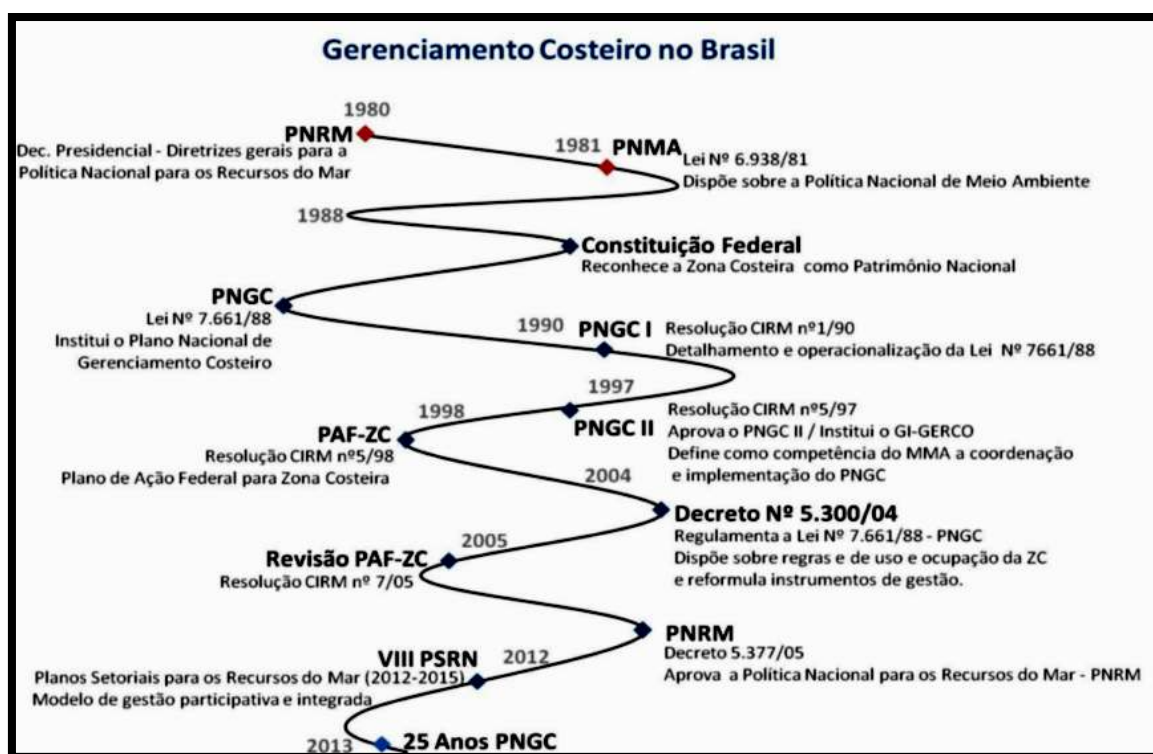 Gerenciamento Costeiro no Brasil
1980
PNRM
Dec. Presidencial - Diretrizes gerais para a
Política Nacional para os Recursos do Mar
1981
PNMA
Lei Nº 6.938/81
Dispõe sobre a Política Nacional de Meio Ambiente
1988
Constituição Federal
Reconhece a Zona Costeira como Patrimônio Nacional
PNGC
Lei Nº 7.661/88
Institui o Plano Nacional de
Gerenciamento Costeiro
1990
PNGC I
Resolução CIRM nº1/90
Detalhamento e operacionalização da Lei Nº 7661/88
1997
PNGC II
Resolução CIRM nº5/97
Aprova o PNGC II / Institui o GI-GERCO
Define como competência do MMA a coordenação
e implementação do PNGC
1998
PAF-ZC
Resolução CIRM nº5/98
Plano de Ação Federal para Zona Costeira
2004
Decreto Nº 5.300/04
Regulamenta a Lei Nº 7.661/88 - PNGC
Dispõe sobre regras e de uso e ocupação da ZC
e reformula instrumentos de gestão.
2005
Revisão PAF-ZC
Resolução CIRM nº 7/05
PNRM
Decreto 5.377/05
Aprova a Política Nacional para os Recursos do Mar - PNRM
2012
VIII PSRN
Planos Setoriais para os Recursos do Mar (2012-2015)
Modelo de gestão participativa e integrada
2013
25 Anos PNGC